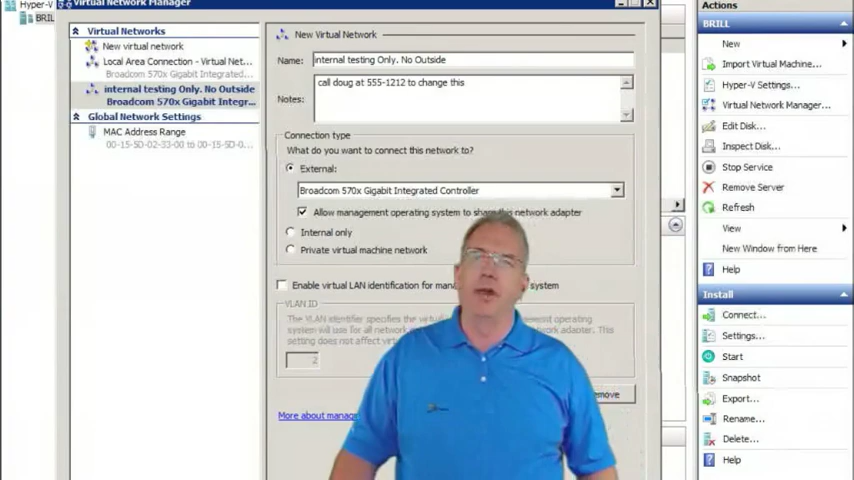 Hyper-V
Virtual Network Manager
BRIL
Virtual Networks
New virtual network
Local Area Connection - Virtual Net...
Broadcom 570x Gigabit Integrated ...
internal testing Only. No Outside
Broadcom 570x Gigabit Integr...
Global Network Settings
MAC Address Range
00-15-5D-02-33-00 to 00-15-5D-0...
New Virtual Network
Name: internal testing Only. No Outside
call doug at 555-1212 to change this
Notes:
Connection type
What do you want to connect this network to?
External:
Broadcom 570x Gigabit Integrated Controller
Allow management operating system to share this network adapter
Internal only
Private virtual machine network
Enable virtual LAN identification for system
VLAN ID
The VLAN identifier specifies the operating
system will use for all network adapter. This
setting does not affect
2
More about
Actions
BRILL
New
Import Virtual Machine...
Hyper-V Settings...
Virtual Network Manager...
Edit Disk...
Inspect Disk...
Stop Service
Remove Server
Refresh
View
New Window from Here
Help
Install
Connect...
Settings...
Start
Snapshot
Export...
Rename...
Delete...
Help